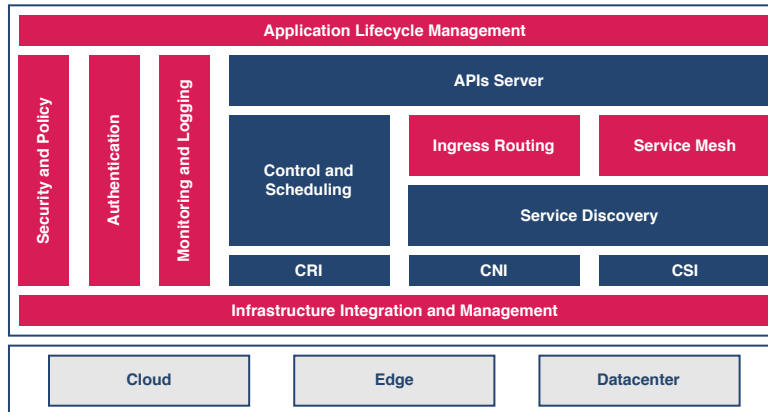 Application Lifecycle Management
Security and Policy
Authentication
Monitoring and Logging
APIs Server
Control and
Scheduling
Ingress Routing
Service Mesh
Service Discovery
CRI
CNI
CSI
Infrastructure Integration and Management
Cloud
Edge
Datacenter